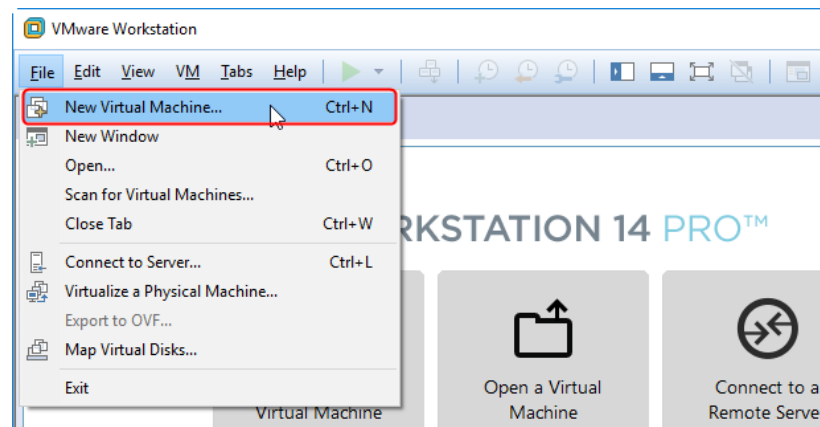 VMware Workstation
File Edit View VM Tabs Help
New Virtual Machine... Ctrl+N
New Window
Open... Ctrl+O
Scan for Virtual Machines...
Close Tab Ctrl+W
RKSTATION 14 PRO™
Connect to Server... Ctrl+L
Virtualize a Physical Machine...
Export to OVF...
Map Virtual Disks...
Exit
Virtual Machine
Open a Virtual
Machine
Connect to a
Remote Serve